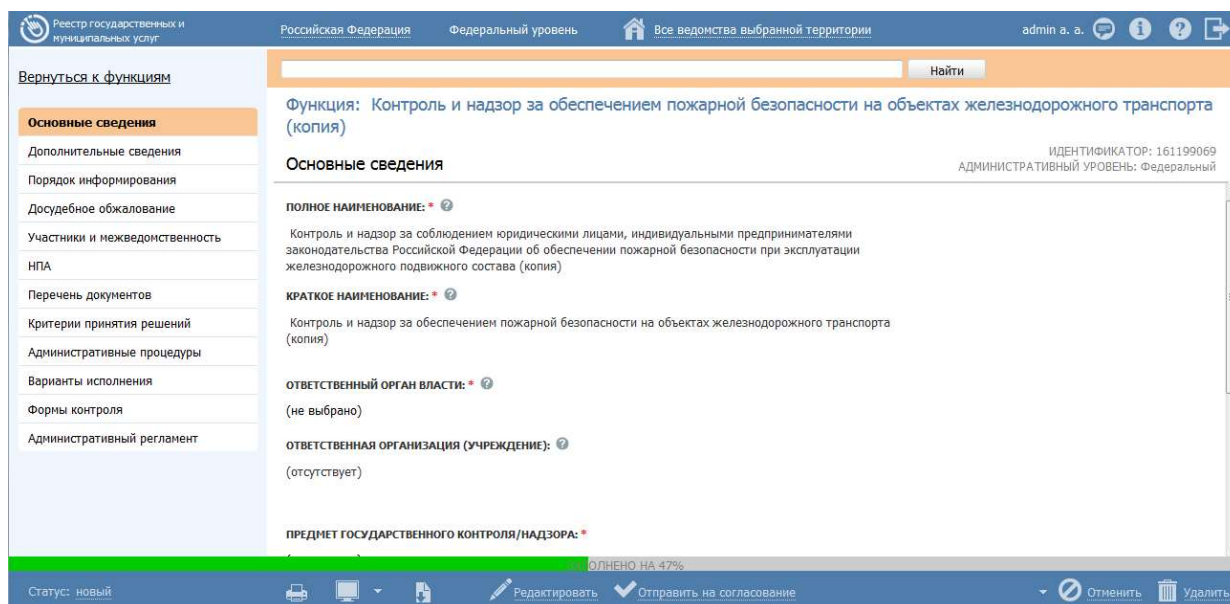 Реестр государственных и
муниципальных услуг
Российская Федерация
Федеральный уровень
Все ведомства выбранной территории
admin a. a.
Вернуться к функциям
Найти
Основные сведения
Дополнительные сведения
Порядок информирования
Досудебное обжалование
Участники и межведомственность
НПА
Перечень документов
Критерии принятия решений
Административные процедуры
Варианты исполнения
Формы контроля
Административный регламент
Функция: Контроль и надзор за обеспечением пожарной безопасности на объектах железнодорожного транспорта
(копия)
Основные сведения
ИДЕНТИФИКАТОР: 161199069
АДМИНИСТРАТИВНЫЙ УРОВЕНЬ: Федеральный
ПОЛНОЕ НАИМЕНОВАНИЕ: *
Контроль и надзор за соблюдением юридическими лицами, индивидуальными предпринимателями
законодательства Российской Федерации об обеспечении пожарной безопасности при эксплуатации
железнодорожного подвижного состава (копия)
КРАТКОЕ НАИМЕНОВАНИЕ: *
Контроль и надзор за обеспечением пожарной безопасности на объектах железнодорожного транспорта
(копия)
ОТВЕТСТВЕННЫЙ ОРГАН ВЛАСТИ: *
(не выбрано)
ОТВЕТСТВЕННАЯ ОРГАНИЗАЦИЯ (УЧРЕЖДЕНИЕ):
(отсутствует)
ПРЕДМЕТ ГОСУДАРСТВЕННОГО КОНТРОЛЯ/НАДЗОРА: *
НА 47%
Статус: новый
Редактировать
Отправить на согласование
Отменить
Удалить